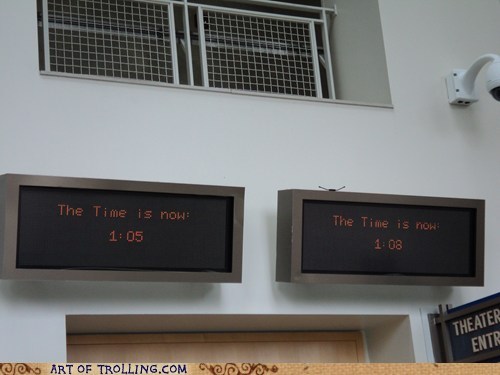 The Time is now:
1:05
The Time is now:
1:08
THEATER
ENTR
ART OF TROLLING.COM